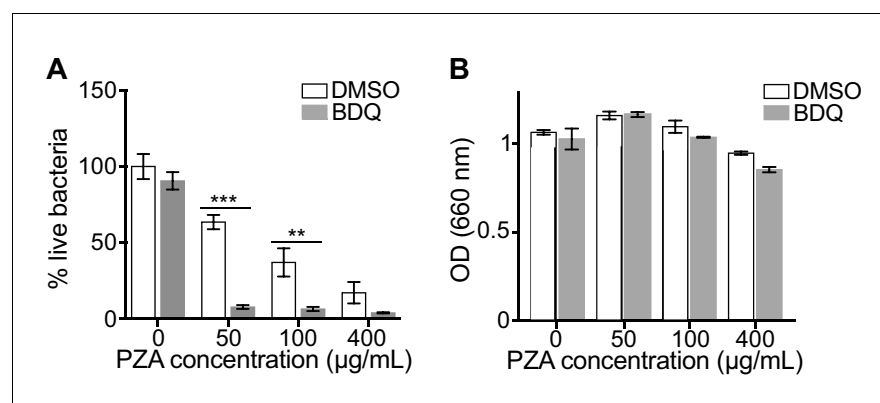 A
150
100
50
0
% live bacteria
DMSO
BDQ
***
**
0 50 100 400
PZA concentration (µg/mL)
B
1
0.5
0
OD (660 nm)
DMSO
BDQ
0 50 100 400
PZA concentration (µg/mL)